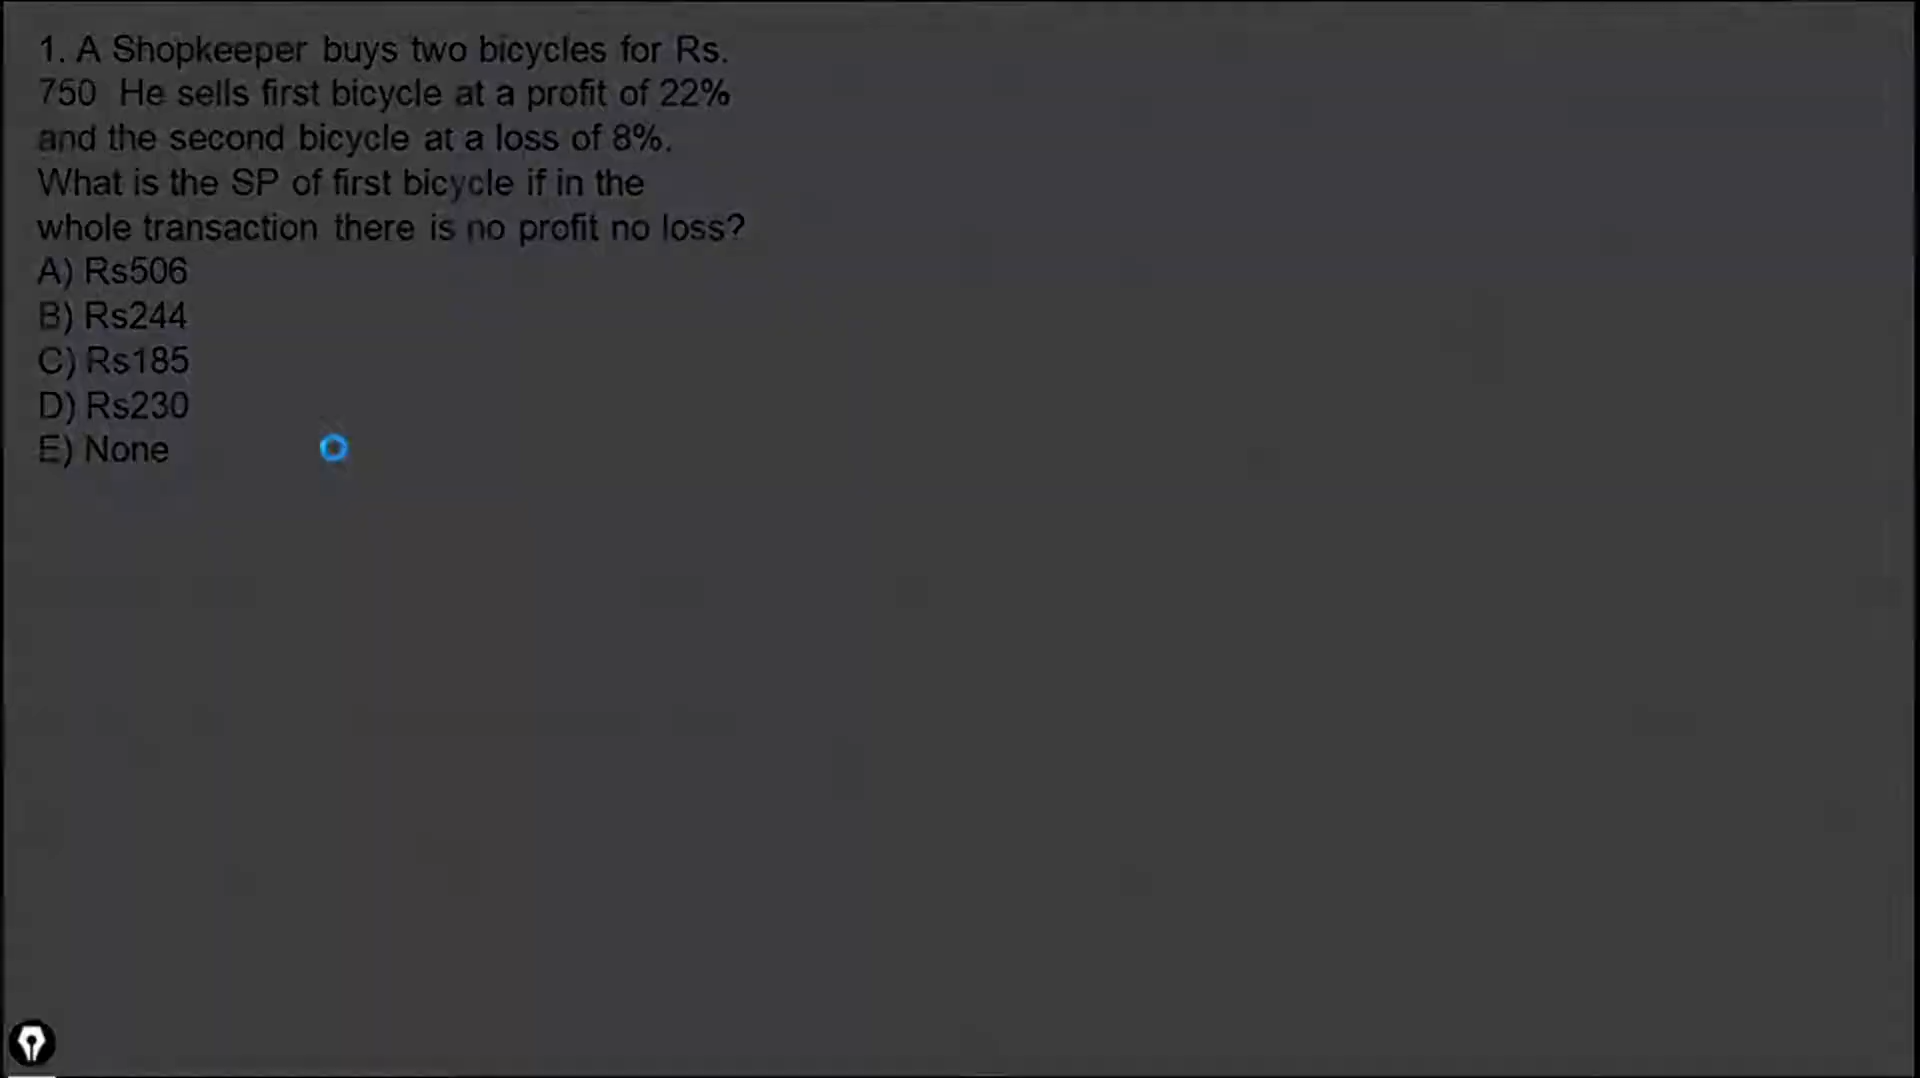 1. A Shopkeeper buys two bicycles for Rs.
750 He sells first bicycle at a profit of 22%
and the second bicycle at a loss of 8%.
What is the SP of first bicycle if in the
whole transaction there is no profit no loss?
A) Rs506
B) Rs244
C) Rs185
D) Rs230
E) None